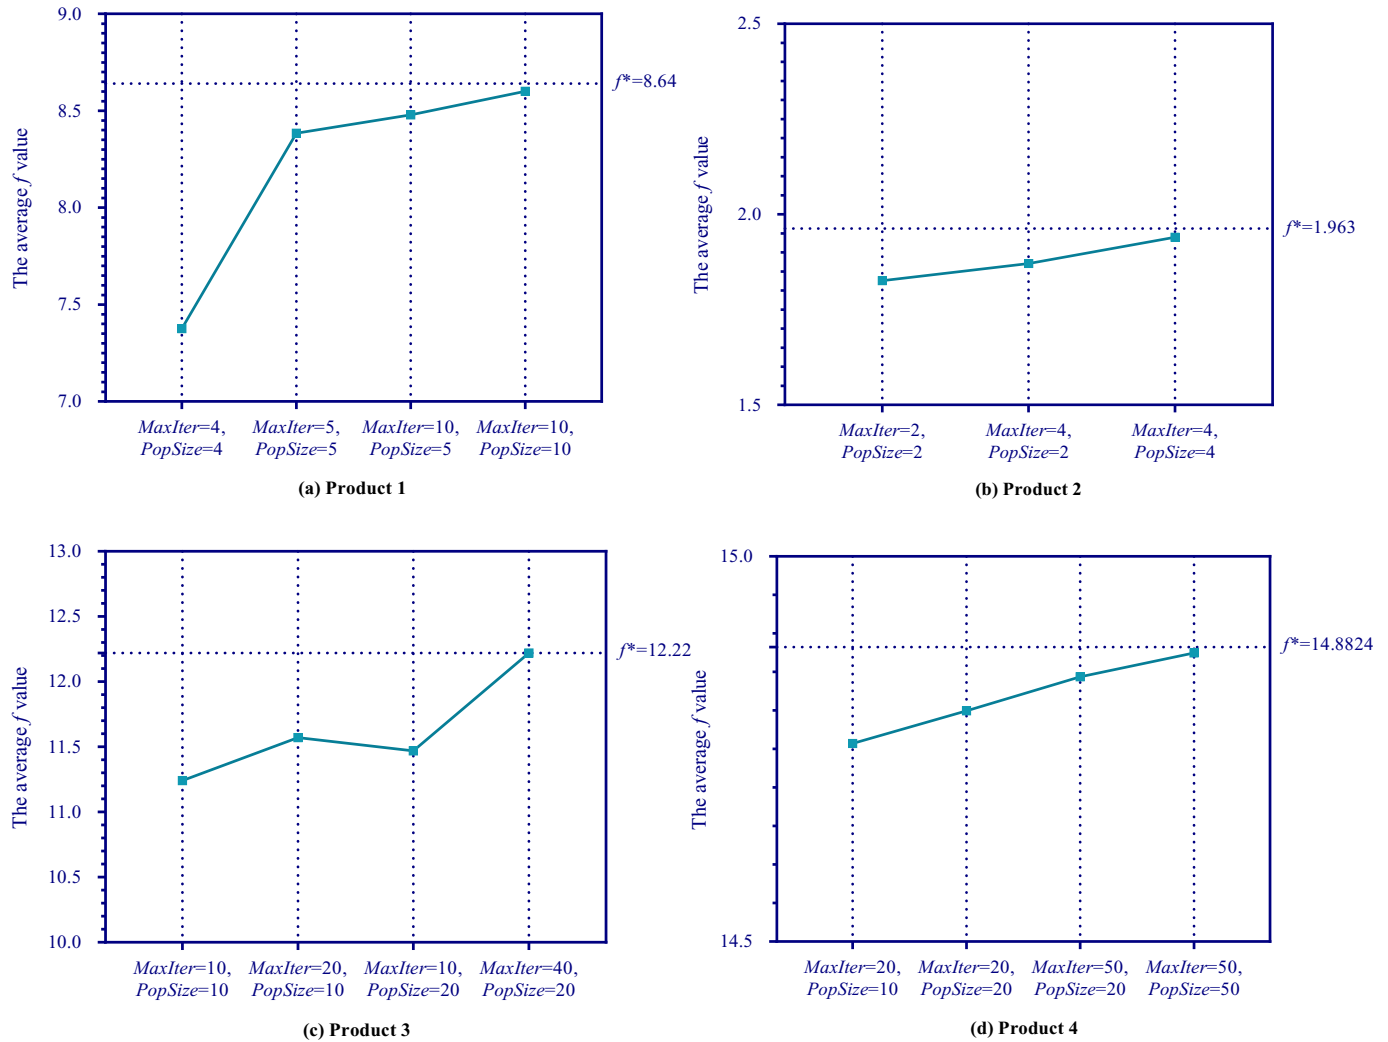 The average f value
9.0
8.5
8.0
7.5
7.0
f*=8.64
MaxIter=4,
PopSize=4
MaxIter=5,
PopSize=5
MaxIter=10,
PopSize=5
MaxIter=10,
PopSize=10
(a) Product 1
The average f value
2.5
2.0
1.5
f*=1.963
MaxIter=2,
PopSize=2
MaxIter=4,
PopSize=2
MaxIter=4,
PopSize=4
(b) Product 2
The average f value
13.0
12.5
12.0
11.5
11.0
10.5
10.0
f*=12.22
MaxIter=10,
PopSize=10
MaxIter=20,
PopSize=10
MaxIter=10,
PopSize=20
MaxIter=40,
PopSize=20
(c) Product 3
The average f value
15.0
14.5
f*=14.8824
MaxIter=20,
PopSize=10
MaxIter=20,
PopSize=20
MaxIter=50,
PopSize=20
MaxIter=50,
PopSize=50
(d) Product 4